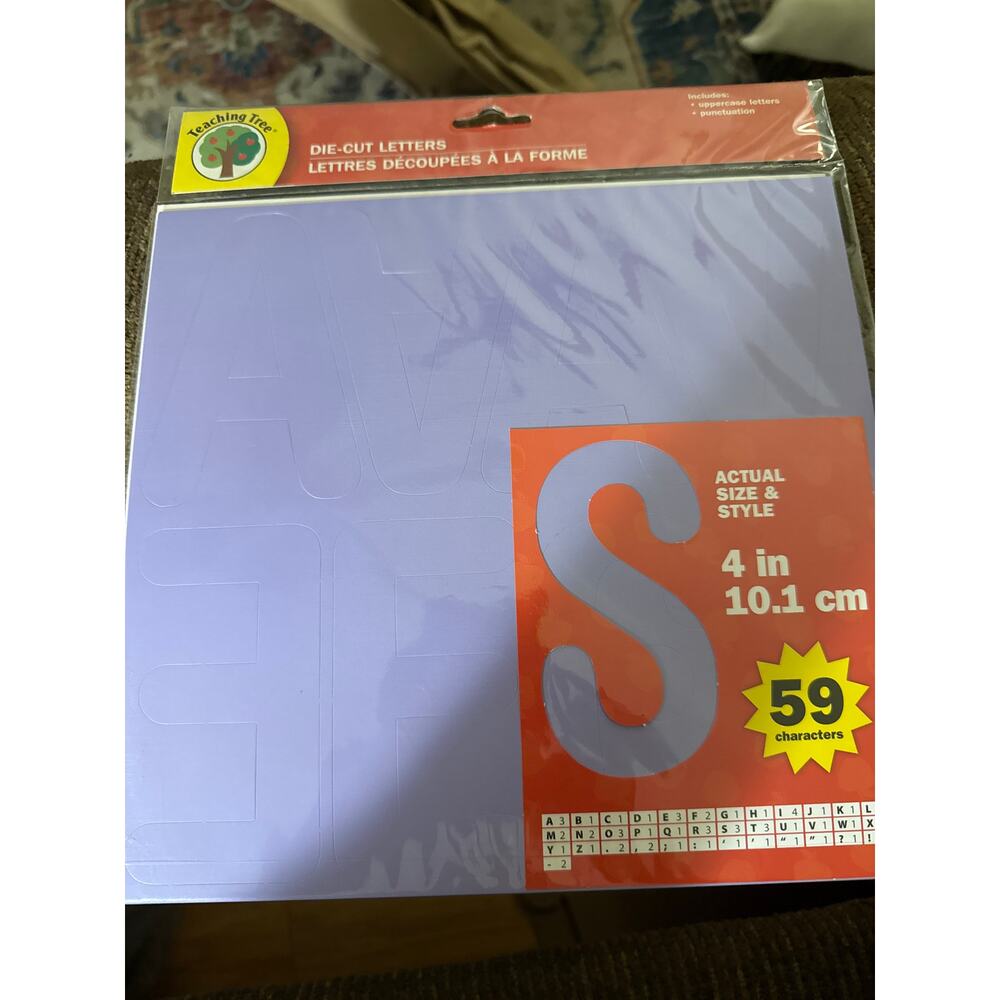 Teaching Tree®
DIE-CUT LETTERS
LETTRES DÉCOUPÉES À LA FORME
Includes:
• uppercase letters
• punctuation
ACTUAL
SIZE &
STYLE
4 in
10.1 cm
59
characters
A 3 B 1 C 1 D 1 E 3 F 2 G 1 H 1 I 4 J 1 K 1 L
M 2 N 2 O 3 P 1 Q 1 R 3 S 3 T 3 U 1 V 1 W 1 X
Y 1 Z 1 . 2 , 2 ; 1 : 1 ‘ 1 ’ 1 “ 1 ” 1 ? 1 !
- 2
S